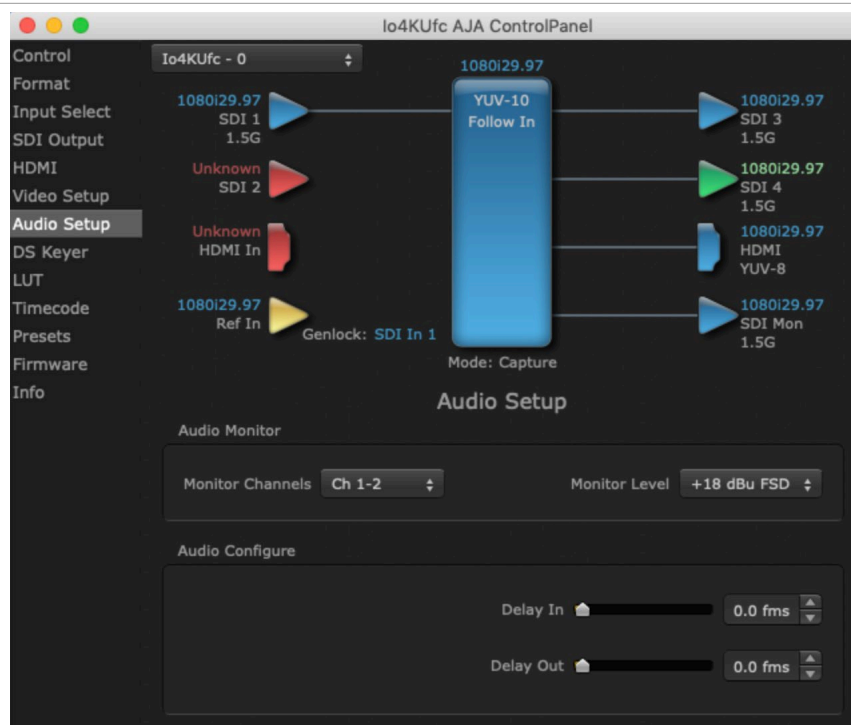 Io4KUfc AJA ControlPanel
Control
Format
Input Select
SDI Output
HDMI
Video Setup
Audio Setup
DS Keyer
LUT
Timecode
Presets
Firmware
Info
Io4KUfc - 0
1080i29.97
1080i29.97
SDI 1
1.5G
Unknown
SDI 2
Unknown
HDMI In
1080i29.97
Ref In
Genlock: SDI In 1
YUV-10
Follow In
Mode: Capture
1080i29.97
SDI 3
1.5G
1080i29.97
SDI 4
1.5G
1080i29.97
HDMI
YUV-8
1080i29.97
SDI Mon
1.5G
Audio Setup
Audio Monitor
Monitor Channels Ch 1-2 Monitor Level +18 dBu FSD
Audio Configure
Delay In 0.0 fms
Delay Out 0.0 fms